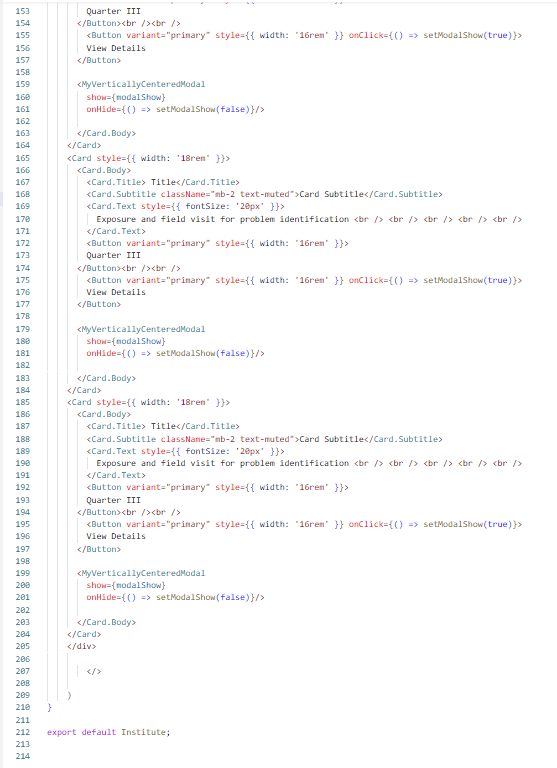 153 Quarter III
154 </Button><br /><br />
155 <Button variant="primary" style={{ width: '16rem' }} onClick={() => setModalShow(true)}>
156 View Details
157 </Button>
158
159 <MyVerticallyCenteredModal
160 show={modalShow}
161 onHide={() => setModalShow(false)}/>
162
163 </Card.Body>
164 </Card>
165 <Card style={{ width: '18rem' }}>
166 <Card.Body>
167 <Card.Title> Title</Card.Title>
168 <Card.Subtitle className="mb-2 text-muted">Card Subtitle</Card.Subtitle>
169 <Card.Text style={{ fontSize: '20px' }}>
170 Exposure and field visit for problem identification <br /> <br /> <br /> <br /> <br />
171 </Card.Text>
172 <Button variant="primary" style={{ width: '16rem' }}>
173 Quarter III
174 </Button><br /><br />
175 <Button variant="primary" style={{ width: '16rem' }} onClick={() => setModalShow(true)}>
176 View Details
177 </Button>
178
179 <MyVerticallyCenteredModal
180 show={modalShow}
181 onHide={() => setModalShow(false)}/>
182
183 </Card.Body>
184 </Card>
185 <Card style={{ width: '18rem' }}>
186 <Card.Body>
187 <Card.Title> Title</Card.Title>
188 <Card.Subtitle className="mb-2 text-muted">Card Subtitle</Card.Subtitle>
189 <Card.Text style={{ fontSize: '20px' }}>
190 Exposure and field visit for problem identification <br /> <br /> <br /> <br /> <br />
191 </Card.Text>
192 <Button variant="primary" style={{ width: '16rem' }}>
193 Quarter III
194 </Button><br /><br />
195 <Button variant="primary" style={{ width: '16rem' }} onClick={() => setModalShow(true)}>
196 View Details
197 </Button>
198
199 <MyVerticallyCenteredModal
200 show={modalShow}
201 onHide={() => setModalShow(false)}/>
202
203 </Card.Body>
204 </Card>
205 </div>
206
207 </>
208
209 )
210 }
211
212 export default Institute;
213
214